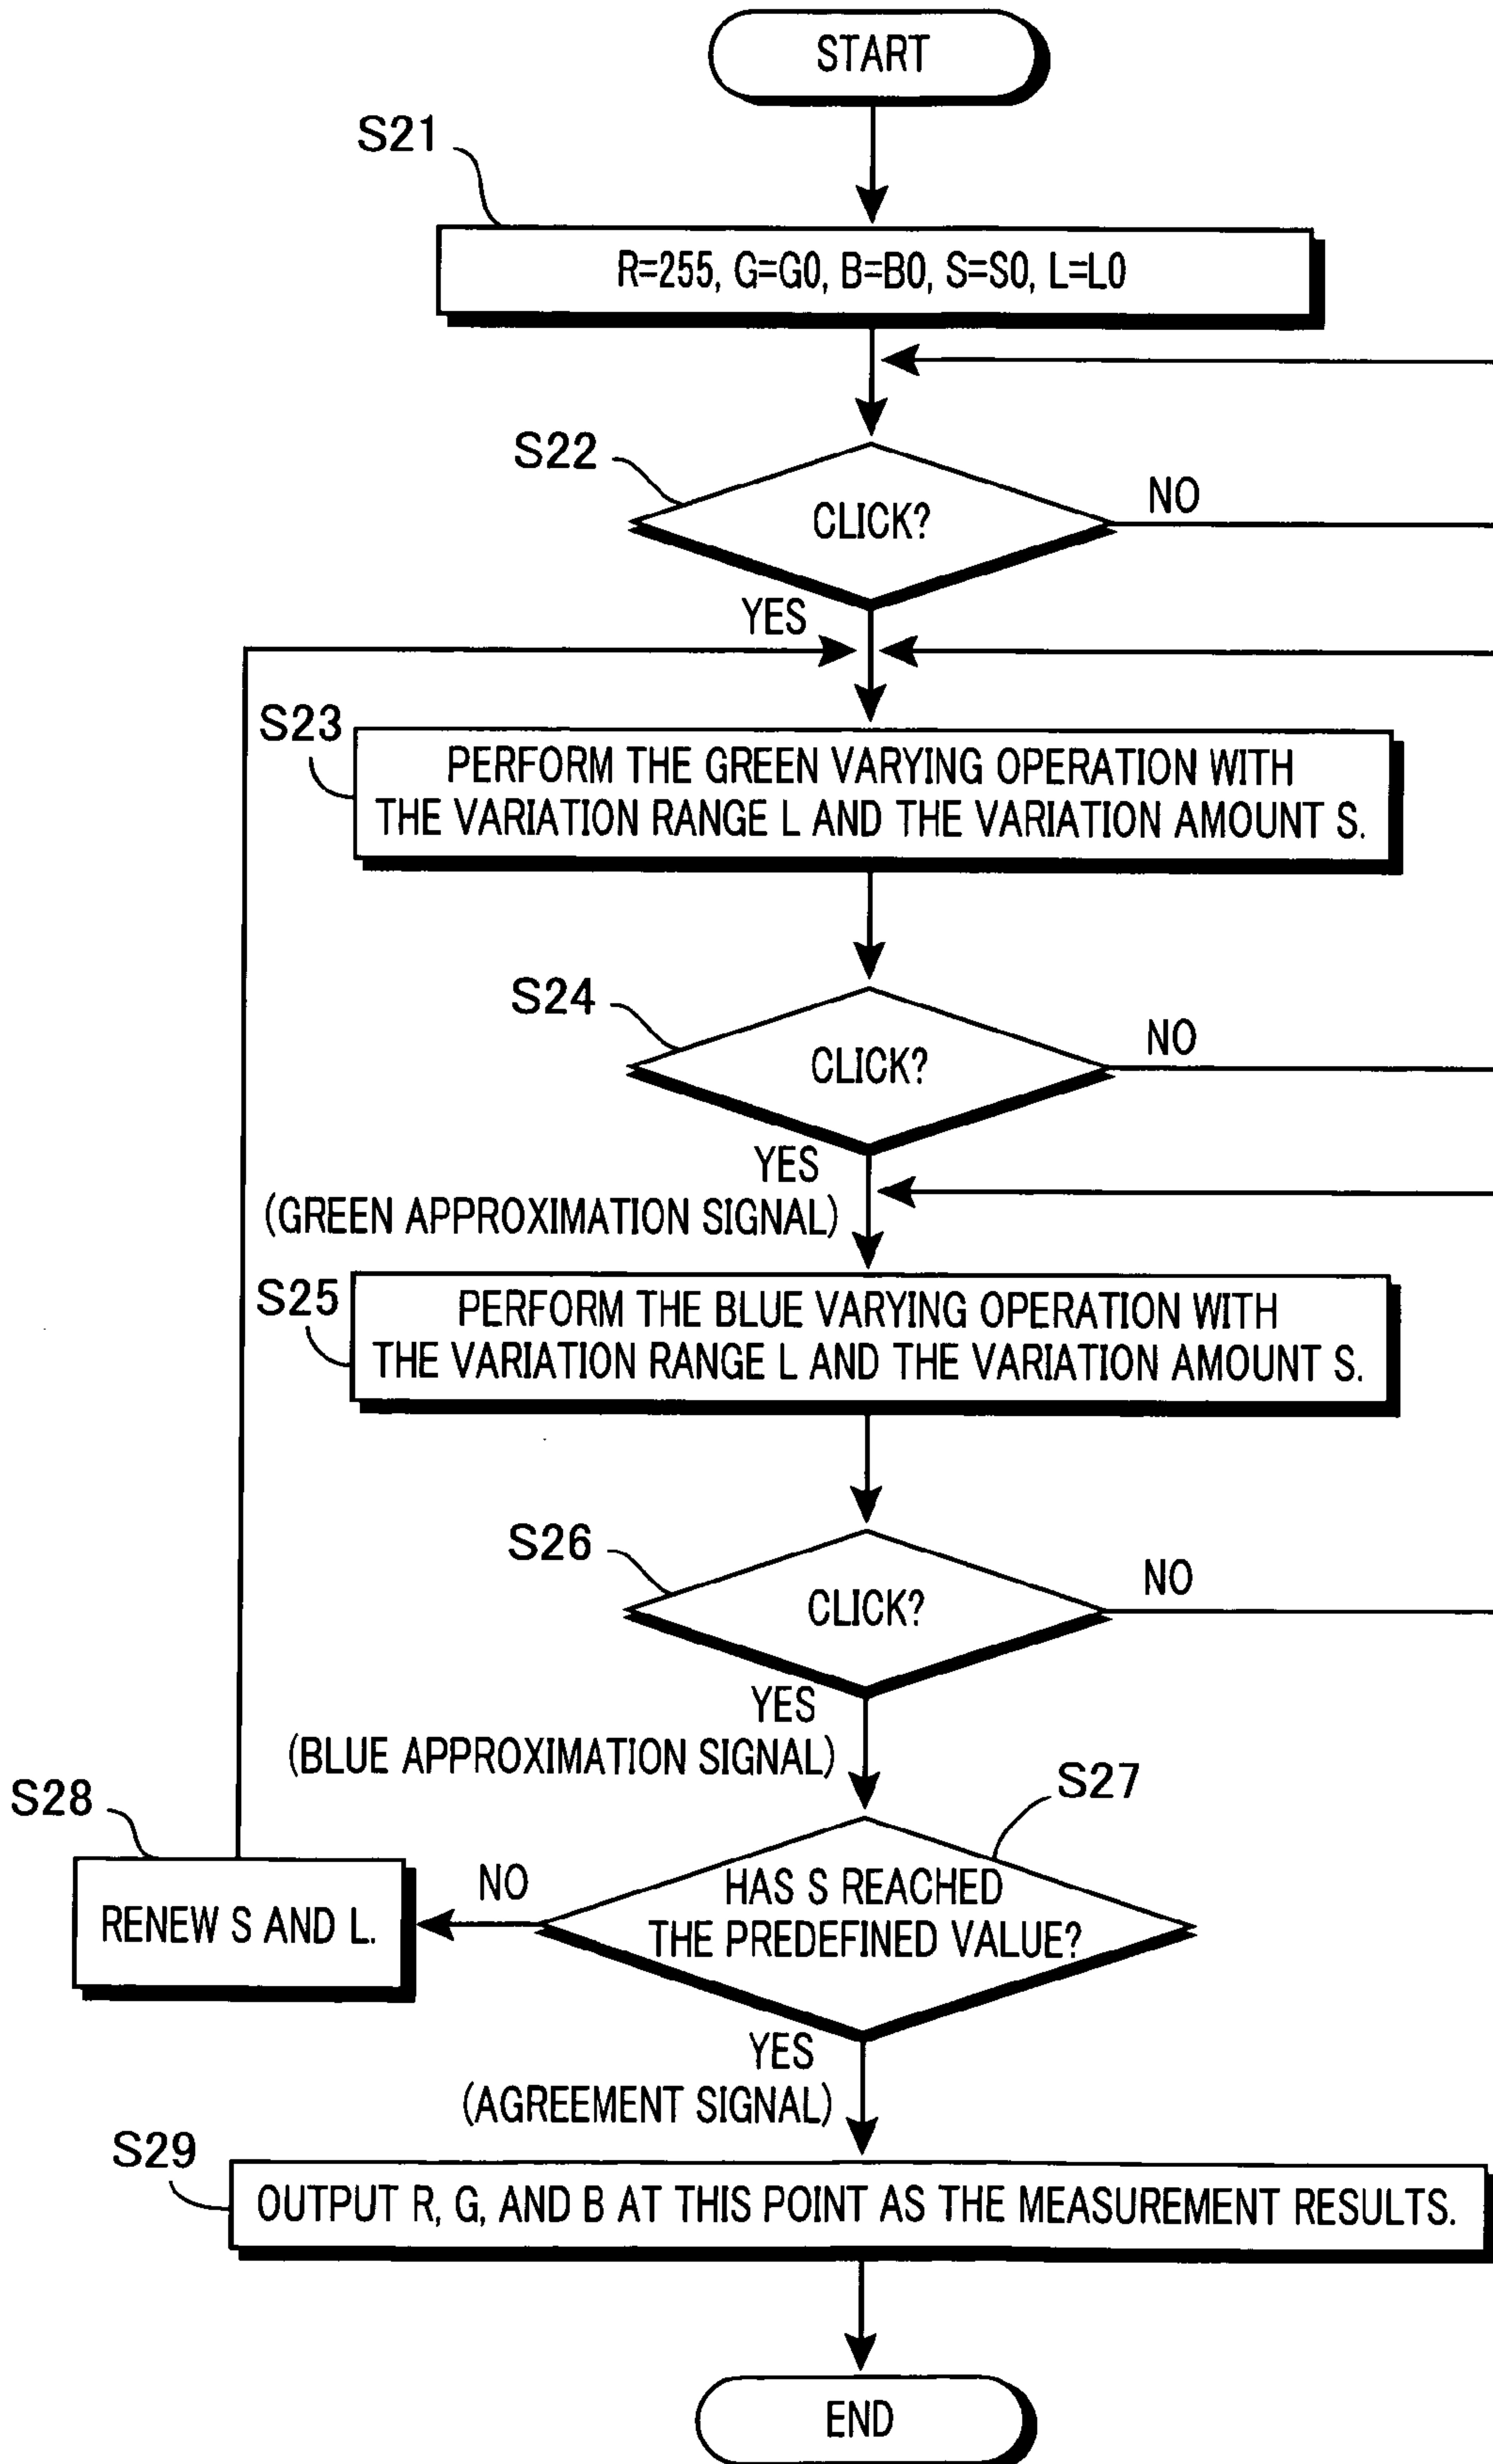 START
S21
R=255, G=G0, B=B0, S=S0, L=L0
S22
CLICK?
NO
YES
S23
PERFORM THE GREEN VARYING OPERATION WITH
THE VARIATION RANGE L AND THE VARIATION AMOUNT S.
S24
CLICK?
NO
YES
(GREEN APPROXIMATION SIGNAL)
S25
PERFORM THE BLUE VARYING OPERATION WITH
THE VARIATION RANGE L AND THE VARIATION AMOUNT S.
S26
CLICK?
NO
YES
(BLUE APPROXIMATION SIGNAL)
S27
S28
HAS S REACHED
THE PREDEFINED VALUE?
NO
RENEW S AND L.
YES
(AGREEMENT SIGNAL)
S29
OUTPUT R, G, AND B AT THIS POINT AS THE MEASUREMENT RESULTS.
END